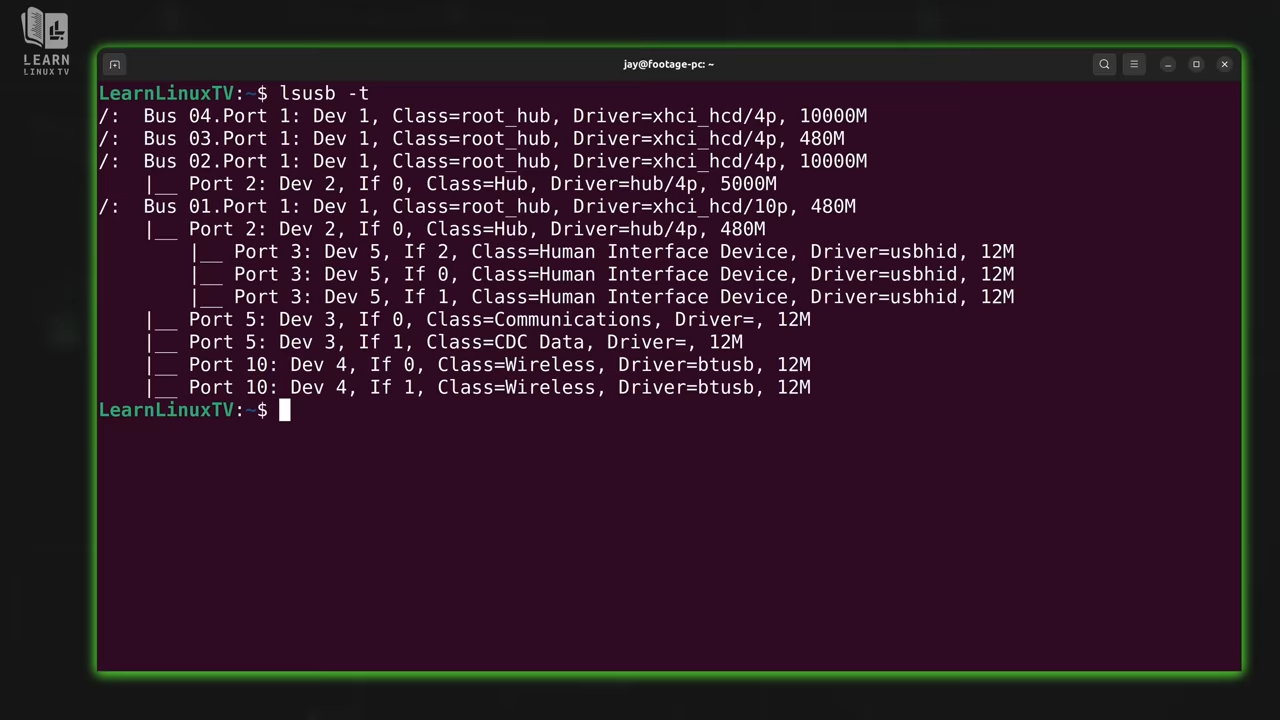 LEARN
LINUX TV
jay@footage-pc: ~
LearnLinuxTV:~$ lsusb -t
/:  Bus 04.Port 1: Dev 1, Class=root_hub, Driver=xhci_hcd/4p, 10000M
/:  Bus 03.Port 1: Dev 1, Class=root_hub, Driver=xhci_hcd/4p, 480M
/:  Bus 02.Port 1: Dev 1, Class=root_hub, Driver=xhci_hcd/4p, 10000M
    |__ Port 2: Dev 2, If 0, Class=Hub, Driver=hub/4p, 5000M
/:  Bus 01.Port 1: Dev 1, Class=root_hub, Driver=xhci_hcd/10p, 480M
    |__ Port 2: Dev 2, If 0, Class=Hub, Driver=hub/4p, 480M
        |__ Port 3: Dev 5, If 2, Class=Human Interface Device, Driver=usbhid, 12M
        |__ Port 3: Dev 5, If 0, Class=Human Interface Device, Driver=usbhid, 12M
        |__ Port 3: Dev 5, If 1, Class=Human Interface Device, Driver=usbhid, 12M
    |__ Port 5: Dev 3, If 0, Class=Communications, Driver=, 12M
    |__ Port 5: Dev 3, If 1, Class=CDC Data, Driver=, 12M
    |__ Port 10: Dev 4, If 0, Class=Wireless, Driver=btusb, 12M
    |__ Port 10: Dev 4, If 1, Class=Wireless, Driver=btusb, 12M
LearnLinuxTV:~$